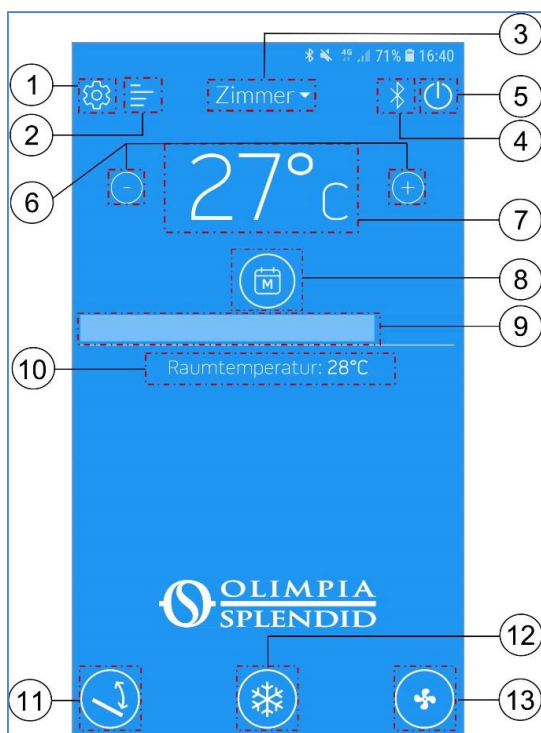 3
4G 71% 16:40
1
2
Zimmer
5
4
6
- 27°C +
7
M
8
9
10
Raumtemperatur: 28°C
OLIMPIA
SPLENDID
12
11
13